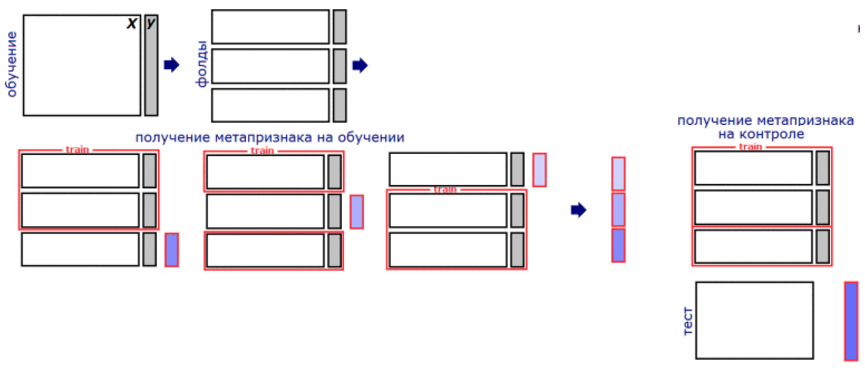 обучение
X y
фолды
получение метапризнака на обучении
train
train
train
получение метапризнака
на контроле
train
тест